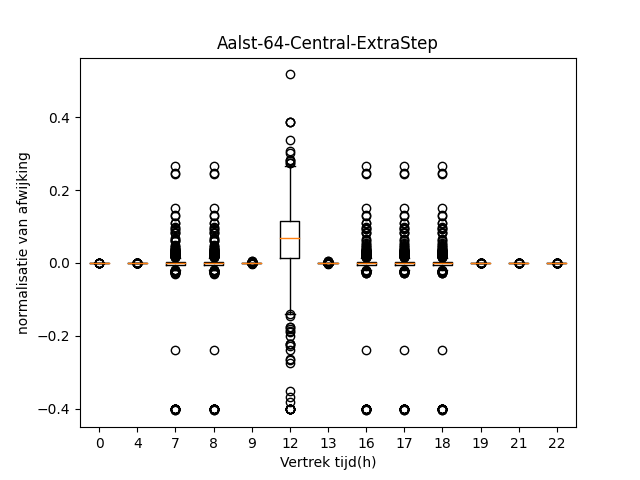 Aalst-64-Central-ExtraStep
normalisatie van afwijking
0.4
0.2
0.0
−0.2
−0.4
0 4 7 8 9 12 13 16 17 18 19 21 22
Vertrek tijd(h)